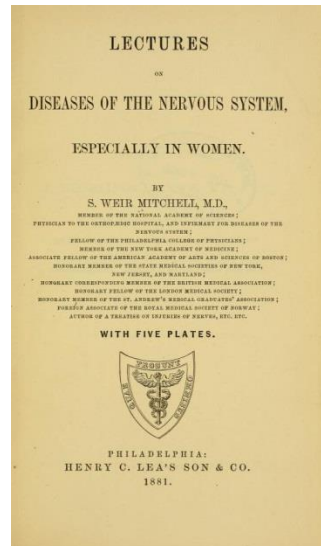 LECTURES
ON
DISEASES OF THE NERVOUS SYSTEM,
ESPECIALLY IN WOMEN.
BY
S. WEIR MITCHELL, M.D.,
MEMBER OF THE NATIONAL ACADEMY OF SCIENCES;
PHYSICIAN TO THE ORTHOPÆDIC HOSPITAL, AND INFIRMARY FOR DISEASES OF THE
NERVOUS SYSTEM;
FELLOW OF THE PHILADELPHIA COLLEGE OF PHYSICIANS;
MEMBER OF THE NEW YORK ACADEMY OF MEDICINE;
ASSOCIATE FELLOW OF THE AMERICAN ACADEMY OF ARTS AND SCIENCES OF BOSTON;
HONORARY MEMBER OF THE STATE MEDICAL SOCIETIES OF NEW YORK,
NEW JERSEY, AND MARYLAND;
HONORARY CORRESPONDING MEMBER OF THE BRITISH MEDICAL ASSOCIATION;
HONORARY FELLOW OF THE LONDON MEDICAL SOCIETY;
HONORARY MEMBER OF THE ST. ANDREW'S MEDICAL GRADUATES' ASSOCIATION;
FOREIGN ASSOCIATE OF THE ROYAL MEDICAL SOCIETY OF NORWAY;
AUTHOR OF A TREATISE ON INJURIES OF NERVES, ETC. ETC.
WITH FIVE PLATES.
QUAE PROSUNT OMNIBUS
PHILADELPHIA:
HENRY C. LEA'S SON & CO.
1881.